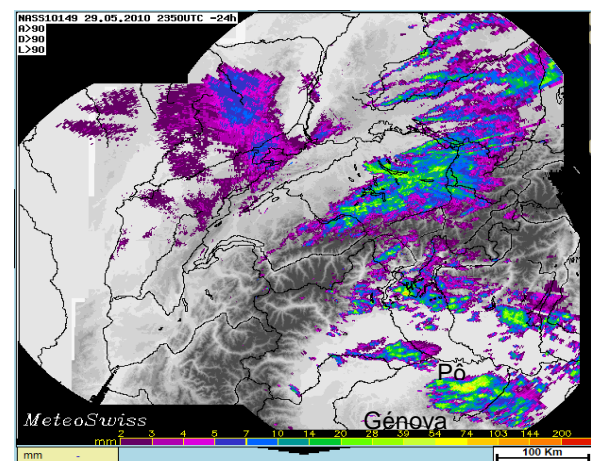 NASS10149 29.05.2010 2350UTC -24h
A>90
D>90
L>90
Pô
Génova
MeteoSwiss
mm 2 3 4 5 7 10 14 20 28 39 54 74 103 144 200
mm -
100 Km